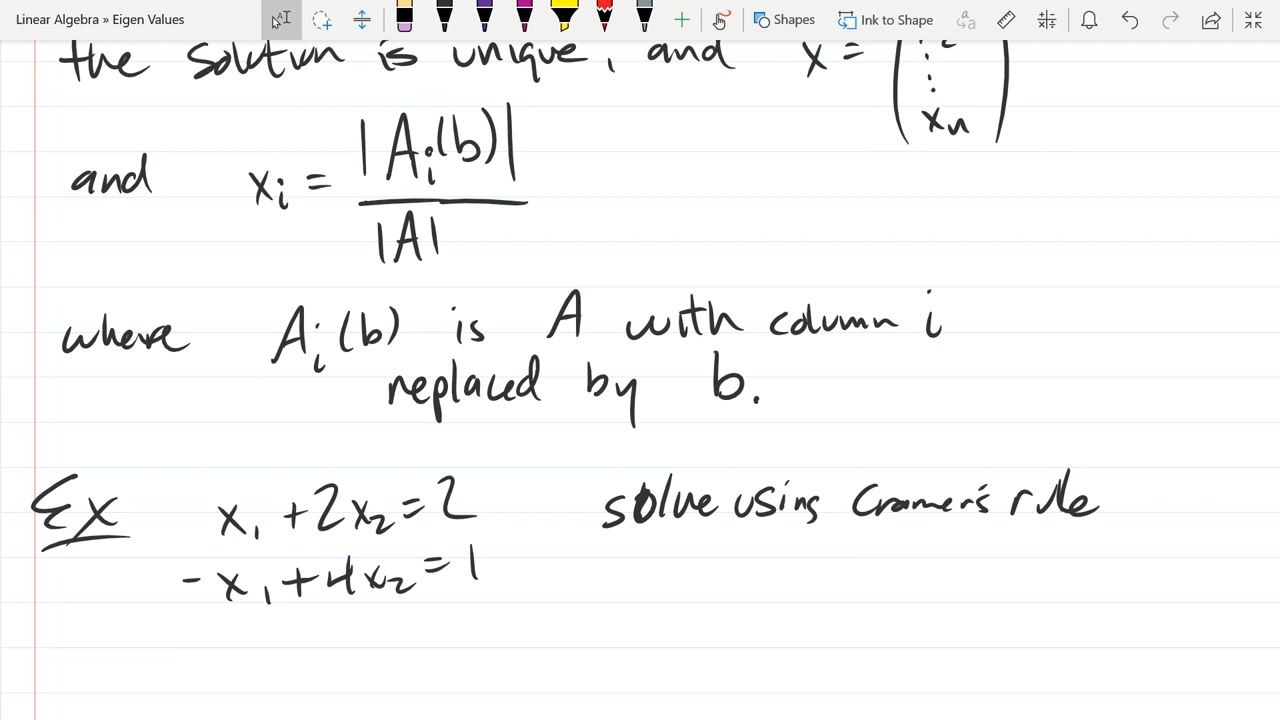 Linear Algebra » Eigen Values
Shapes
Ink to Shape
the solution is unique, and x = ( ⋮ xn )
and xi = |Ai(b)| / |A|
where Ai(b) is A with column i
replaced by b.
Ex x1 + 2x2 = 2 solve using Cramer's rule
-x1 + 4x2 = 1